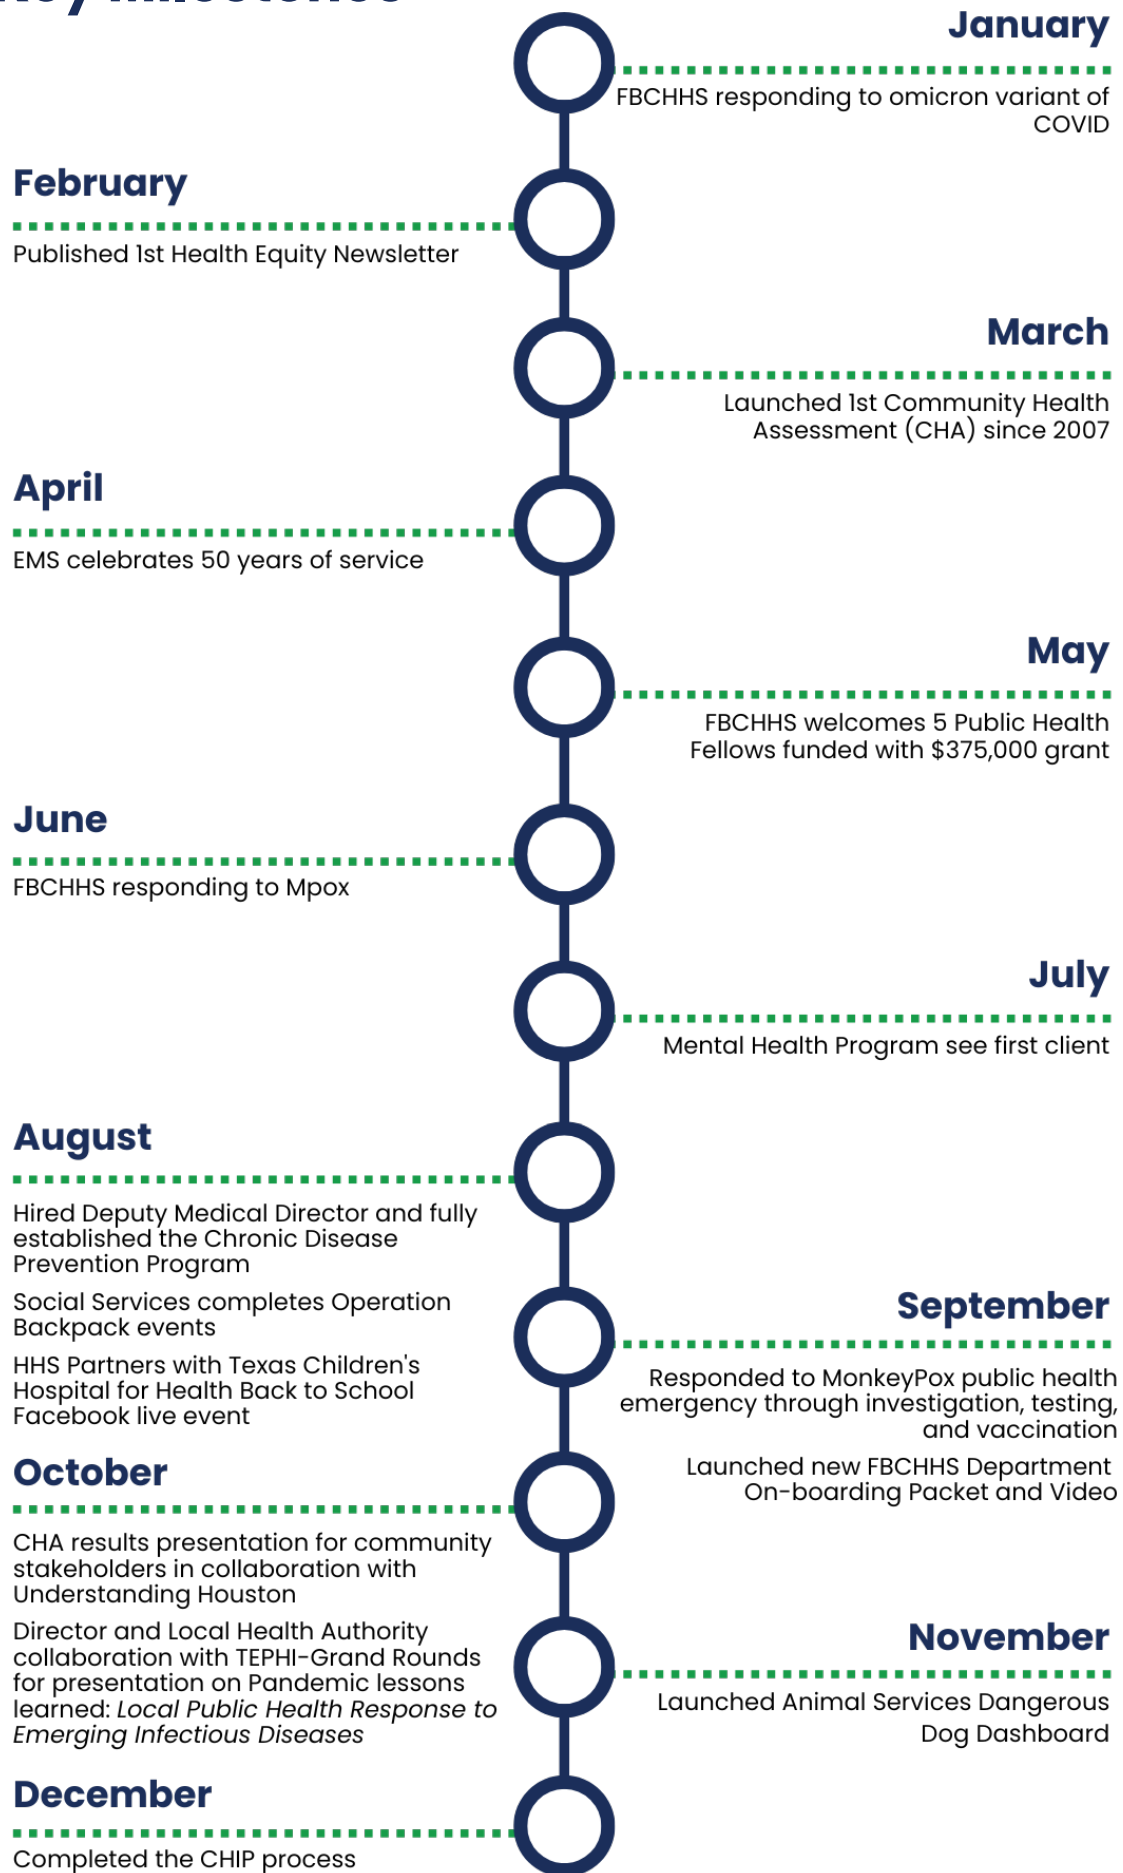 January
FBCHHS responding to omicron variant of
COVID
February
Published 1st Health Equity Newsletter
March
Launched 1st Community Health
Assessment (CHA) since 2007
April
EMS celebrates 50 years of service
May
FBCHHS welcomes 5 Public Health
Fellows funded with $375,000 grant
June
FBCHHS responding to Mpox
July
Mental Health Program see first client
August
Hired Deputy Medical Director and fully
established the Chronic Disease
Prevention Program
Social Services completes Operation
Backpack events
HHS Partners with Texas Children's
Hospital for Health Back to School
Facebook live event
September
Responded to MonkeyPox public health
emergency through investigation, testing,
and vaccination
Launched new FBCHHS Department
On-boarding Packet and Video
October
CHA results presentation for community
stakeholders in collaboration with
Understanding Houston
Director and Local Health Authority
collaboration with TEPHI-Grand Rounds
for presentation on Pandemic lessons
learned: Local Public Health Response to
Emerging Infectious Diseases
November
Launched Animal Services Dangerous
Dog Dashboard
December
Completed the CHIP process